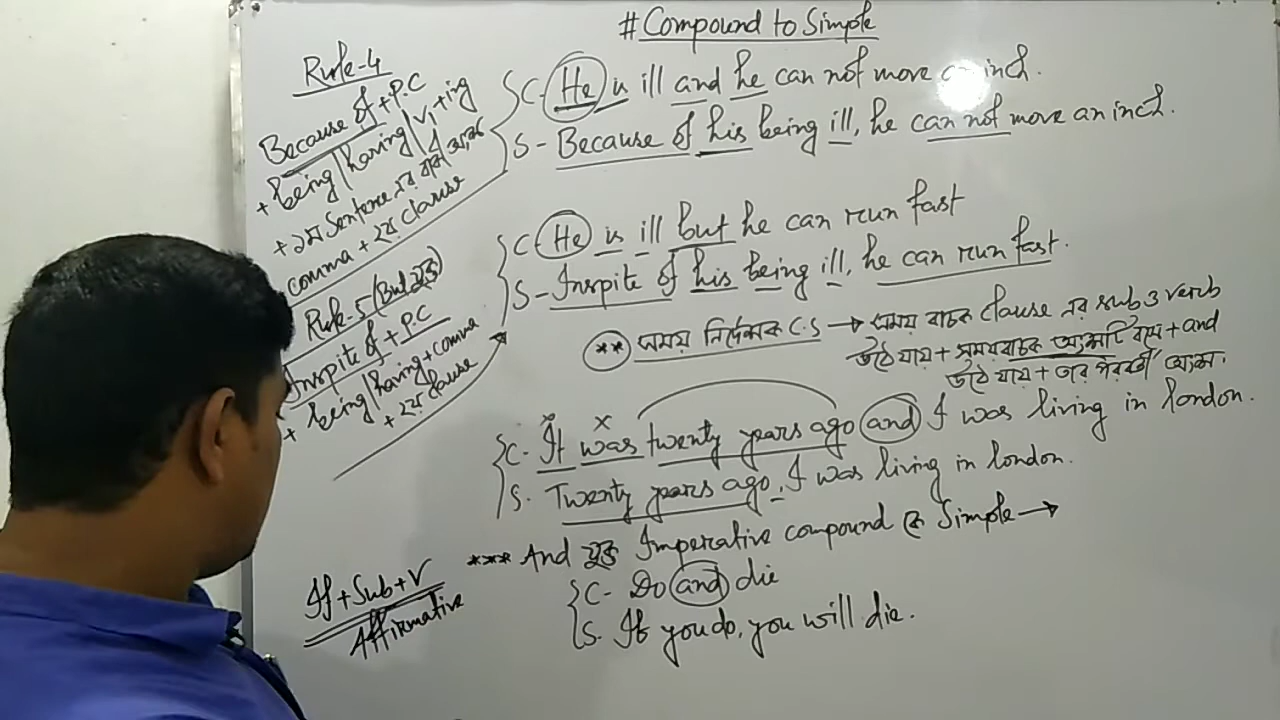 # Compound to Simple
Rule-4
Because of + P.C
+ being / having / V1 + ing
+ ১ম Sentence এর বাকি অংশ
comma + ২য় clause
C. He is ill and he can not move an inch.
S - Because of his being ill, he can not move an inch.
Rule-5 (But যুক্ত)
Inspite of + P.C
+ being / having + comma
+ ২য় clause
C. He is ill but he can run fast
S - Inspite of his being ill, he can run fast.
** সময় নির্দেশক C.S → সময় বাচক clause এর sub ও verb
উঠে যায় + সময়বাচক অংশটি বসে + and
উঠে যায় + তার পরবর্তী অংশ.
C. It was twenty years ago and I was living in london.
S. Twenty years ago, I was living in london.
*** And যুক্ত Imperative compound কে Simple →
C. Do and die
S. If you do, you will die.
If + Sub + V
Affirmative